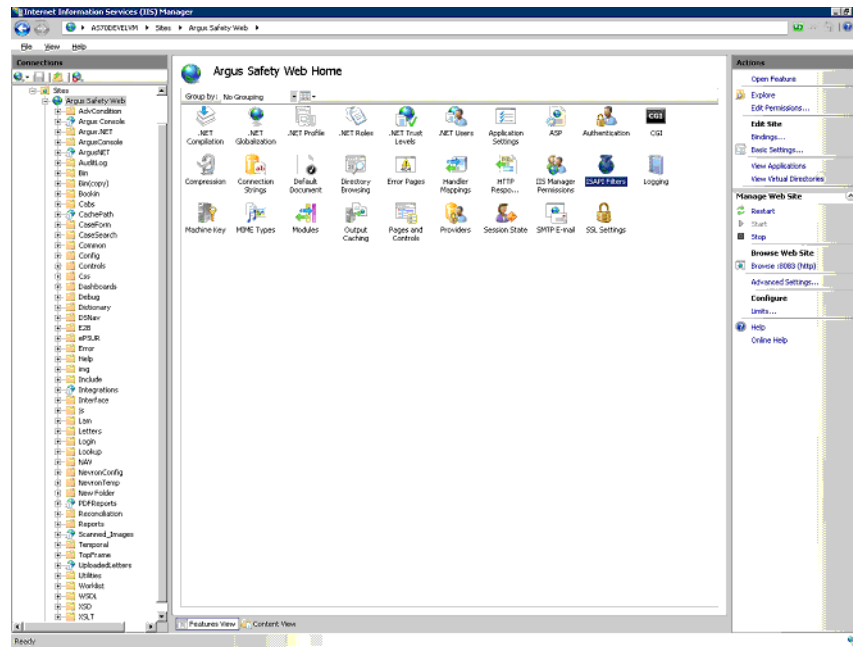 Internet Information Services (IIS) Manager
AS70DEVELVM ▸ Sites ▸ Argus Safety Web ▸
File View Help
Connections
Sites
Argus Safety Web
AdvCondition
Argus Console
Argus.NET
ArgusConsole
ArgusNET
AuditLog
Bin
Bin(copy)
Bookin
Cabs
CachePath
CaseForm
CaseSearch
Common
Config
Controls
Css
Dashboards
Debug
Dictionary
DSNav
E2B
ePSUR
Error
Help
img
Include
Integrations
Interface
js
Lam
Letters
Login
Lookup
NAV
NevronConfig
NevronTemp
New Folder
PDFReports
Reconciliation
Reports
Scanned_Images
Temporal
TopFrame
UploadedLetters
Utilities
Worklist
WSDL
XSD
XSLT
Argus Safety Web Home
Group by: No Grouping
.NET Compilation
.NET Globalization
.NET Profile
.NET Roles
.NET Trust Levels
.NET Users
Application Settings
ASP
Authentication
CGI
Compression
Connection Strings
Default Document
Directory Browsing
Error Pages
Handler Mappings
HTTP Respo...
IIS Manager Permissions
ISAPI Filters
Logging
Machine Key
MIME Types
Modules
Output Caching
Pages and Controls
Providers
Session State
SMTP E-mail
SSL Settings
Features View Content View
Actions
Open Feature
Explore
Edit Permissions...
Edit Site
Bindings...
Basic Settings...
View Applications
View Virtual Directories
Manage Web Site
Restart
Start
Stop
Browse Web Site
Browse :8083 (http)
Advanced Settings...
Configure
Limits...
Help
Online Help
Ready